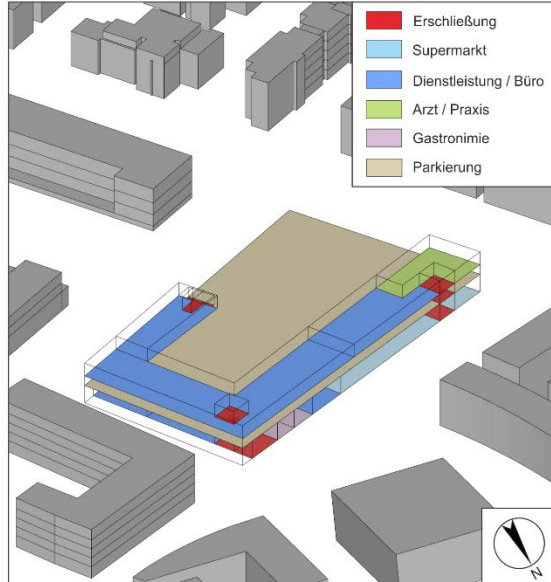 Erschließung
Supermarkt
Dienstleistung / Büro
Arzt / Praxis
Gastronimie
Parkierung
N